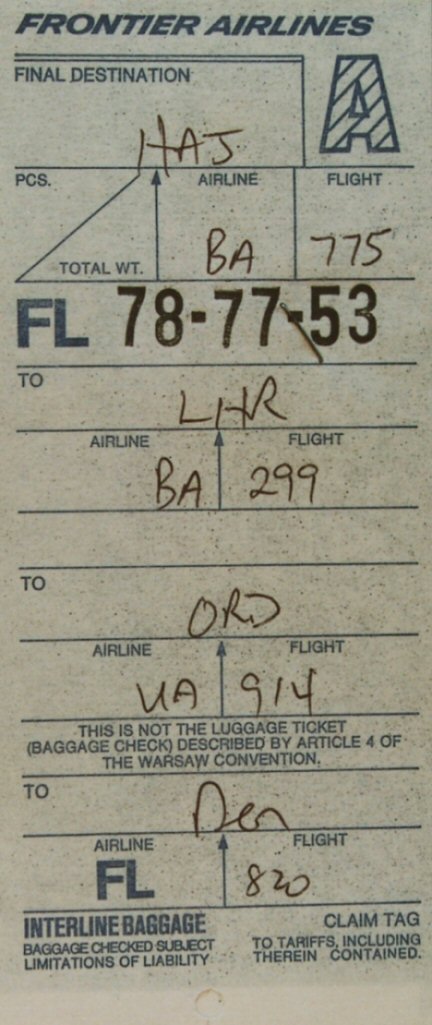 FRONTIER AIRLINES
FINAL DESTINATION
A
HAJ
PCS. AIRLINE FLIGHT
TOTAL WT. BA 775
FL 78-77-53
TO
LHR
AIRLINE FLIGHT
BA 299
TO
ORD
AIRLINE FLIGHT
UA 914
THIS IS NOT THE LUGGAGE TICKET
(BAGGAGE CHECK) DESCRIBED BY ARTICLE 4 OF
THE WARSAW CONVENTION.
TO
Den
AIRLINE FLIGHT
FL 820
INTERLINE BAGGAGE CLAIM TAG
BAGGAGE CHECKED SUBJECT TO TARIFFS, INCLUDING
LIMITATIONS OF LIABILITY THEREIN CONTAINED.